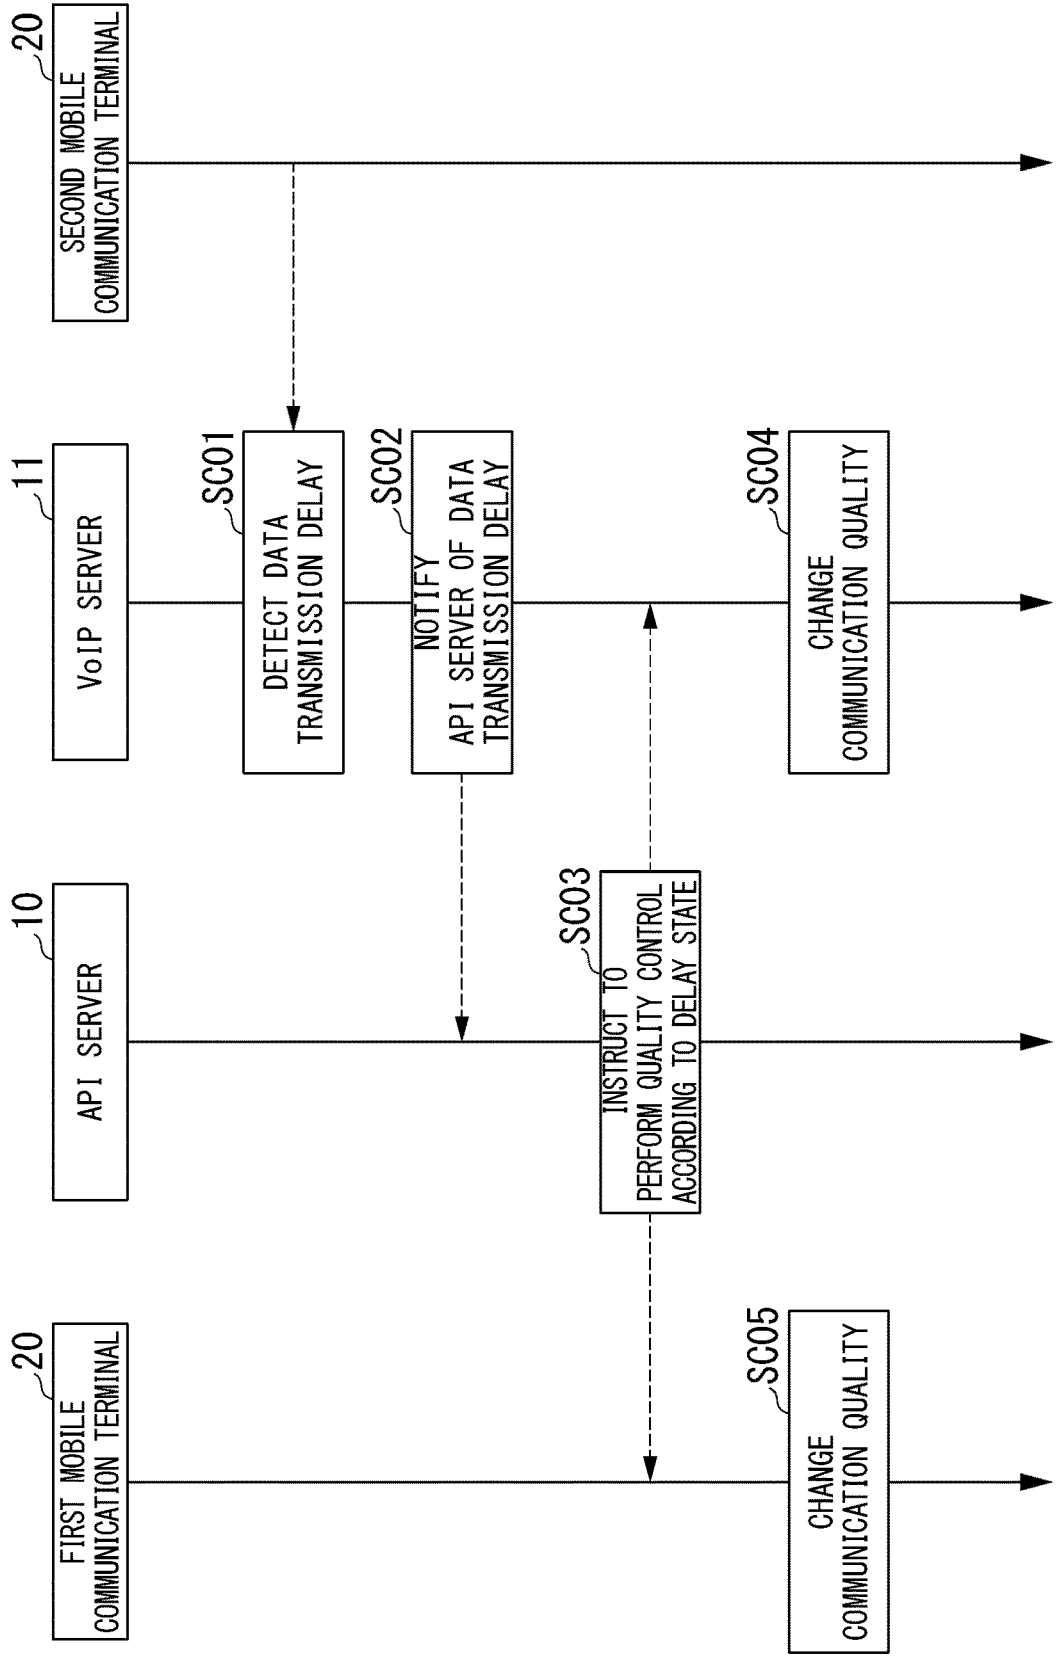 20
FIRST MOBILE
COMMUNICATION TERMINAL
10
API SERVER
11
VoIP SERVER
20
SECOND MOBILE
COMMUNICATION TERMINAL
SC01
DETECT DATA
TRANSMISSION DELAY
SC02
NOTIFY
API SERVER OF DATA
TRANSMISSION DELAY
SC03
INSTRUCT TO
PERFORM QUALITY CONTROL
ACCORDING TO DELAY STATE
SC05
CHANGE
COMMUNICATION QUALITY
SC04
CHANGE
COMMUNICATION QUALITY